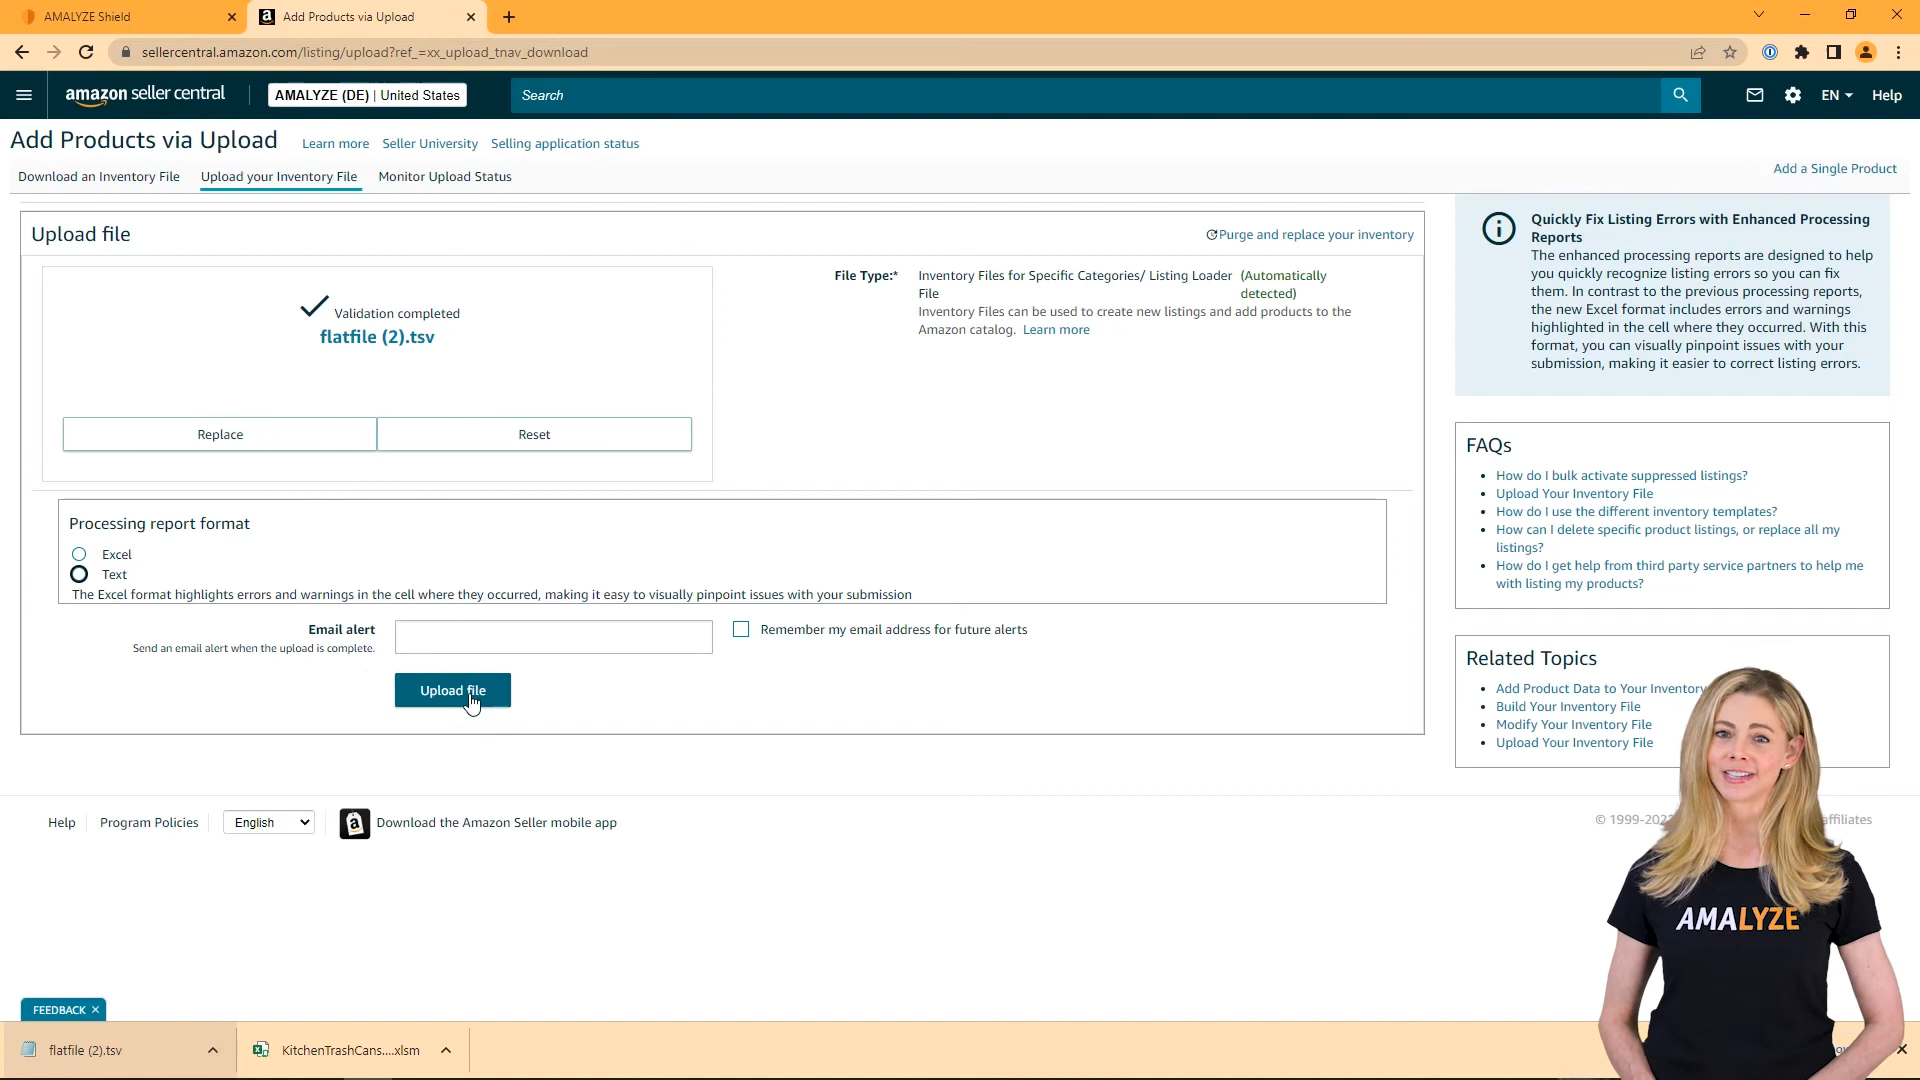 AMALYZE Shield
Add Products via Upload
sellercentral.amazon.com/listing/upload?ref_=xx_upload_tnav_download
amazon seller central
AMALYZE (DE) | United States
Search
EN
Help
Add Products via Upload
Learn more
Seller University
Selling application status
Download an Inventory File
Upload your Inventory File
Monitor Upload Status
Add a Single Product
Upload file
Purge and replace your inventory
Validation completed
flatfile (2).tsv
Replace
Reset
File Type:*
Inventory Files for Specific Categories/ Listing Loader
File
(Automatically
detected)
Inventory Files can be used to create new listings and add products to the
Amazon catalog. Learn more
Processing report format
Excel
Text
The Excel format highlights errors and warnings in the cell where they occurred, making it easy to visually pinpoint issues with your submission
Email alert
Send an email alert when the upload is complete.
Remember my email address for future alerts
Upload file
Quickly Fix Listing Errors with Enhanced Processing
Reports
The enhanced processing reports are designed to help
you quickly recognize listing errors so you can fix
them. In contrast to the previous processing reports,
the new Excel format includes errors and warnings
highlighted in the cell where they occurred. With this
format, you can visually pinpoint issues with your
submission, making it easier to correct listing errors.
FAQs
How do I bulk activate suppressed listings?
Upload Your Inventory File
How do I use the different inventory templates?
How can I delete specific product listings, or replace all my
listings?
How do I get help from third party service partners to help me
with listing my products?
Related Topics
Add Product Data to Your Inventory
Build Your Inventory File
Modify Your Inventory File
Upload Your Inventory File
Help
Program Policies
English
Download the Amazon Seller mobile app
© 1999-202
affiliates
AMALYZE
FEEDBACK
flatfile (2).tsv
KitchenTrashCans....xlsm